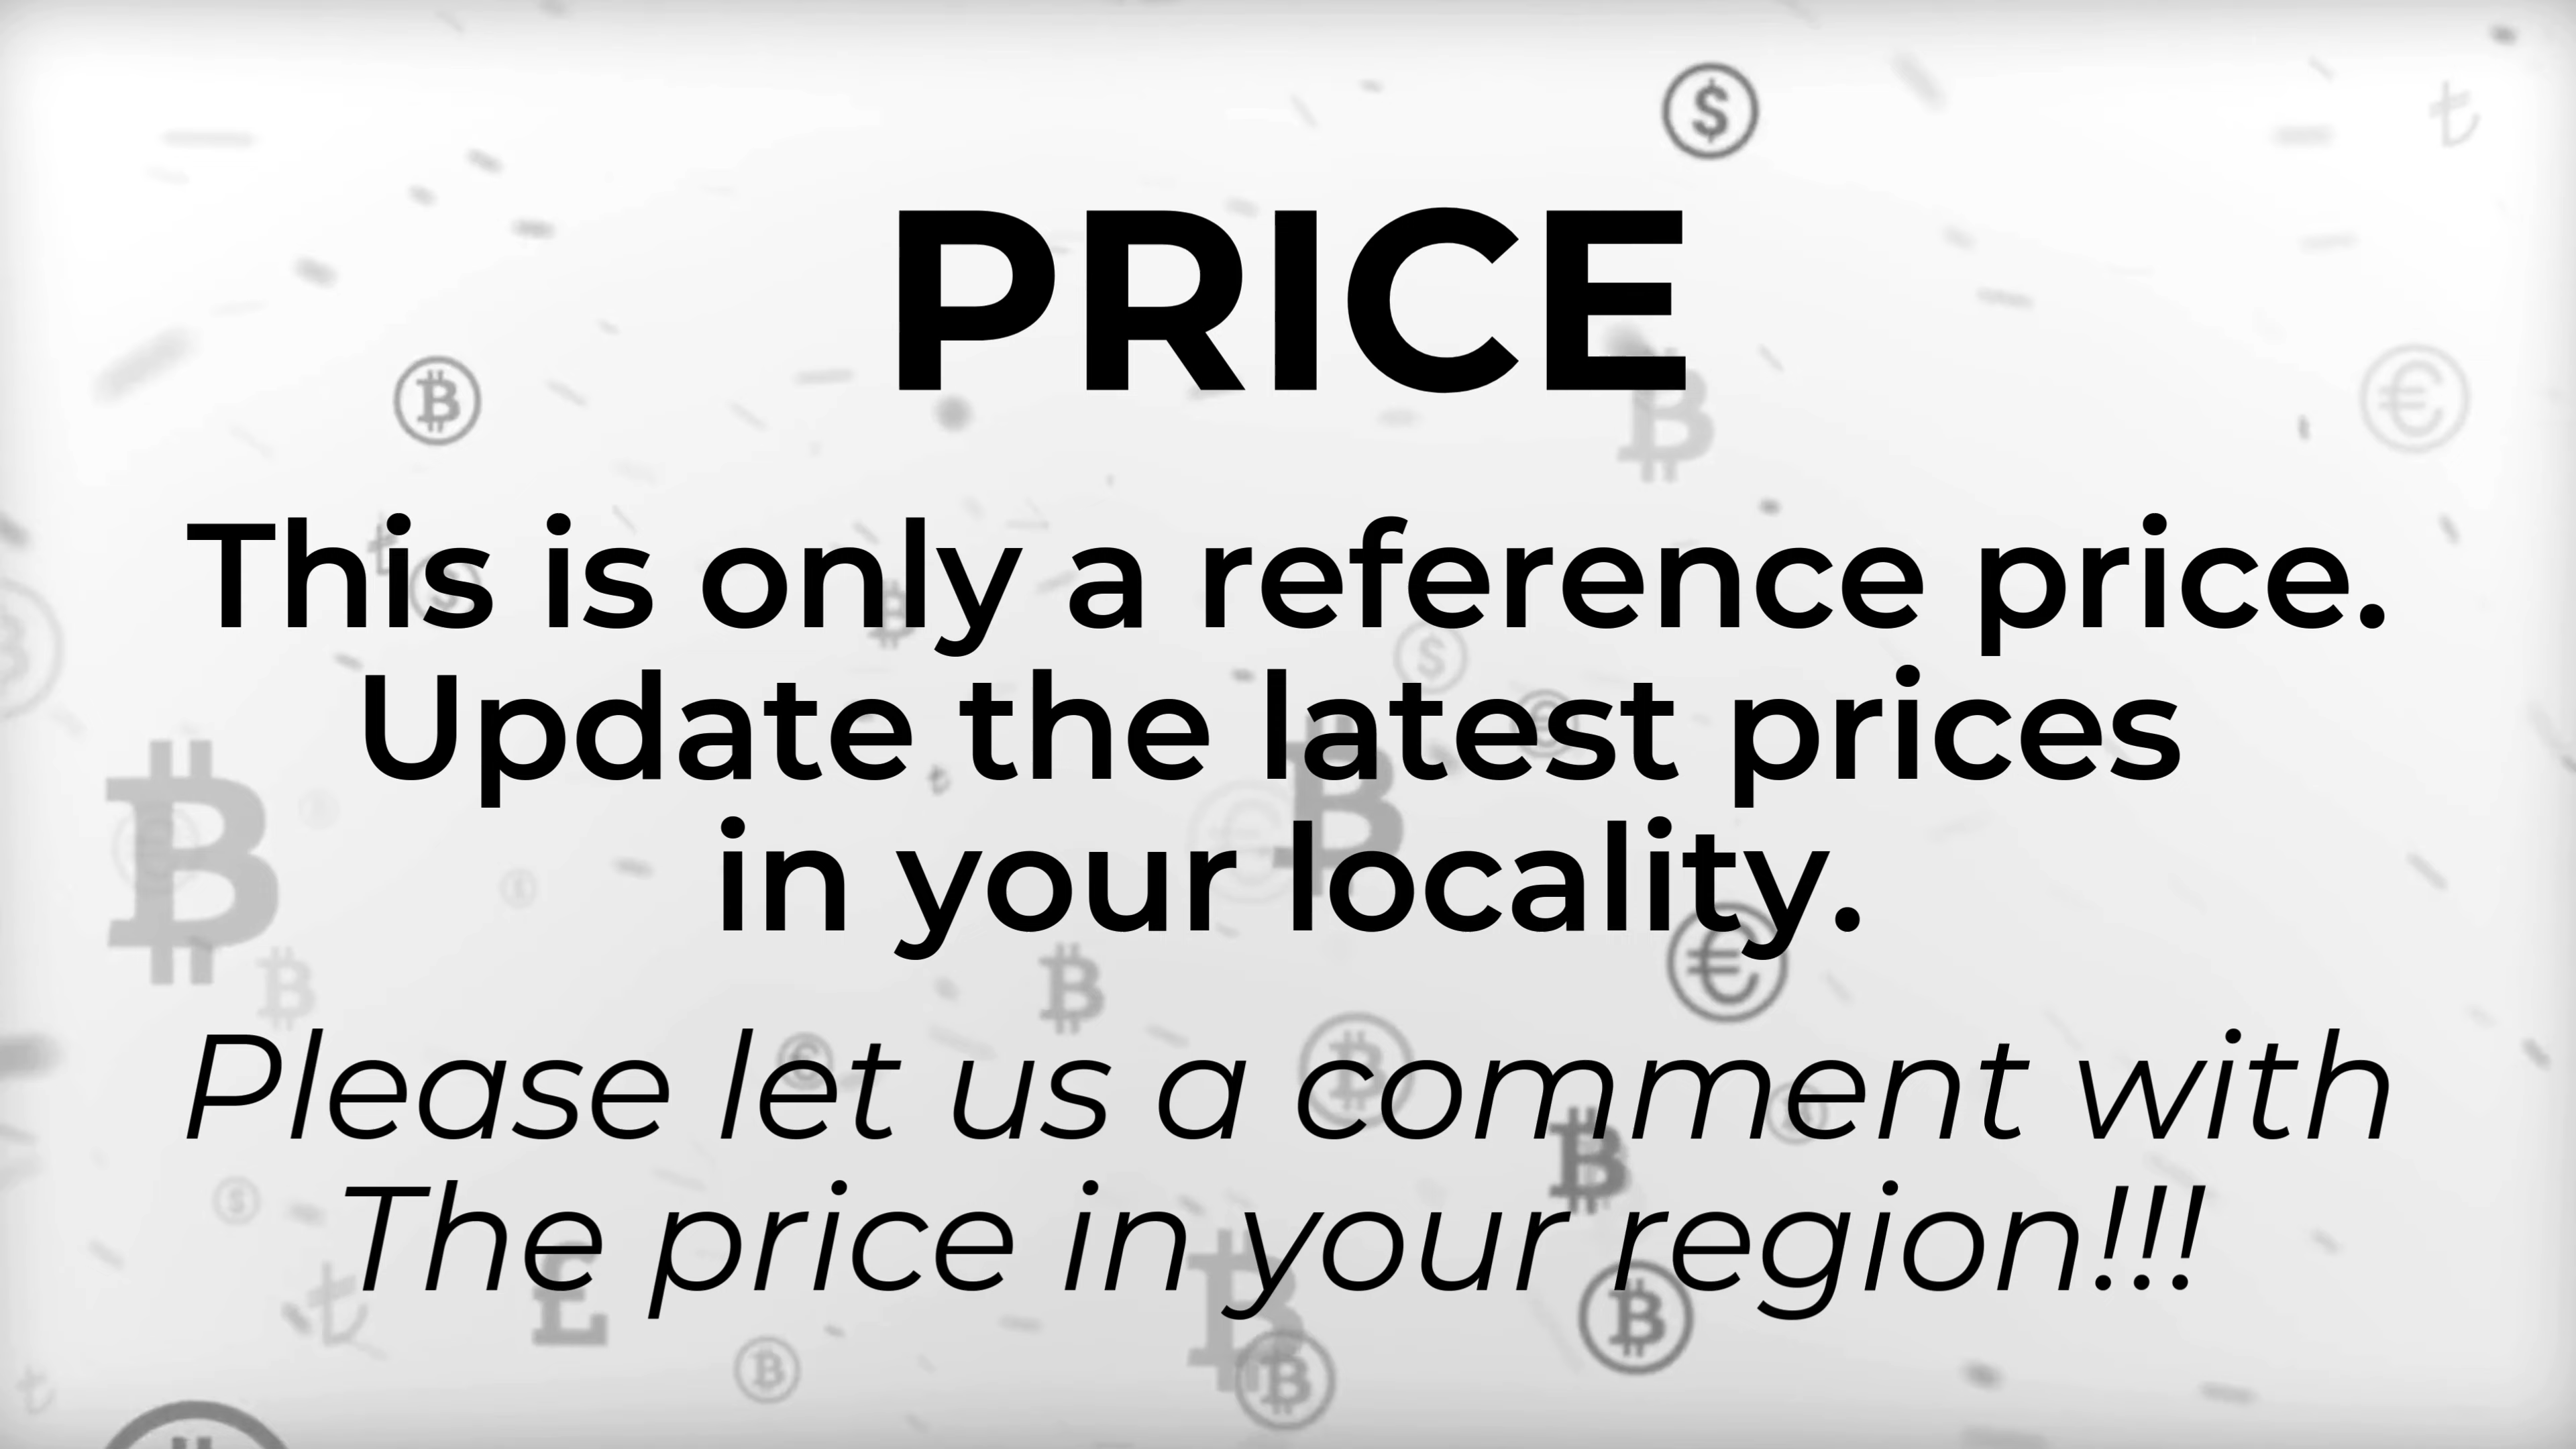 PRICE
This is only a reference price.
Update the latest prices
in your locality.
Please let us a comment with
The price in your region!!!